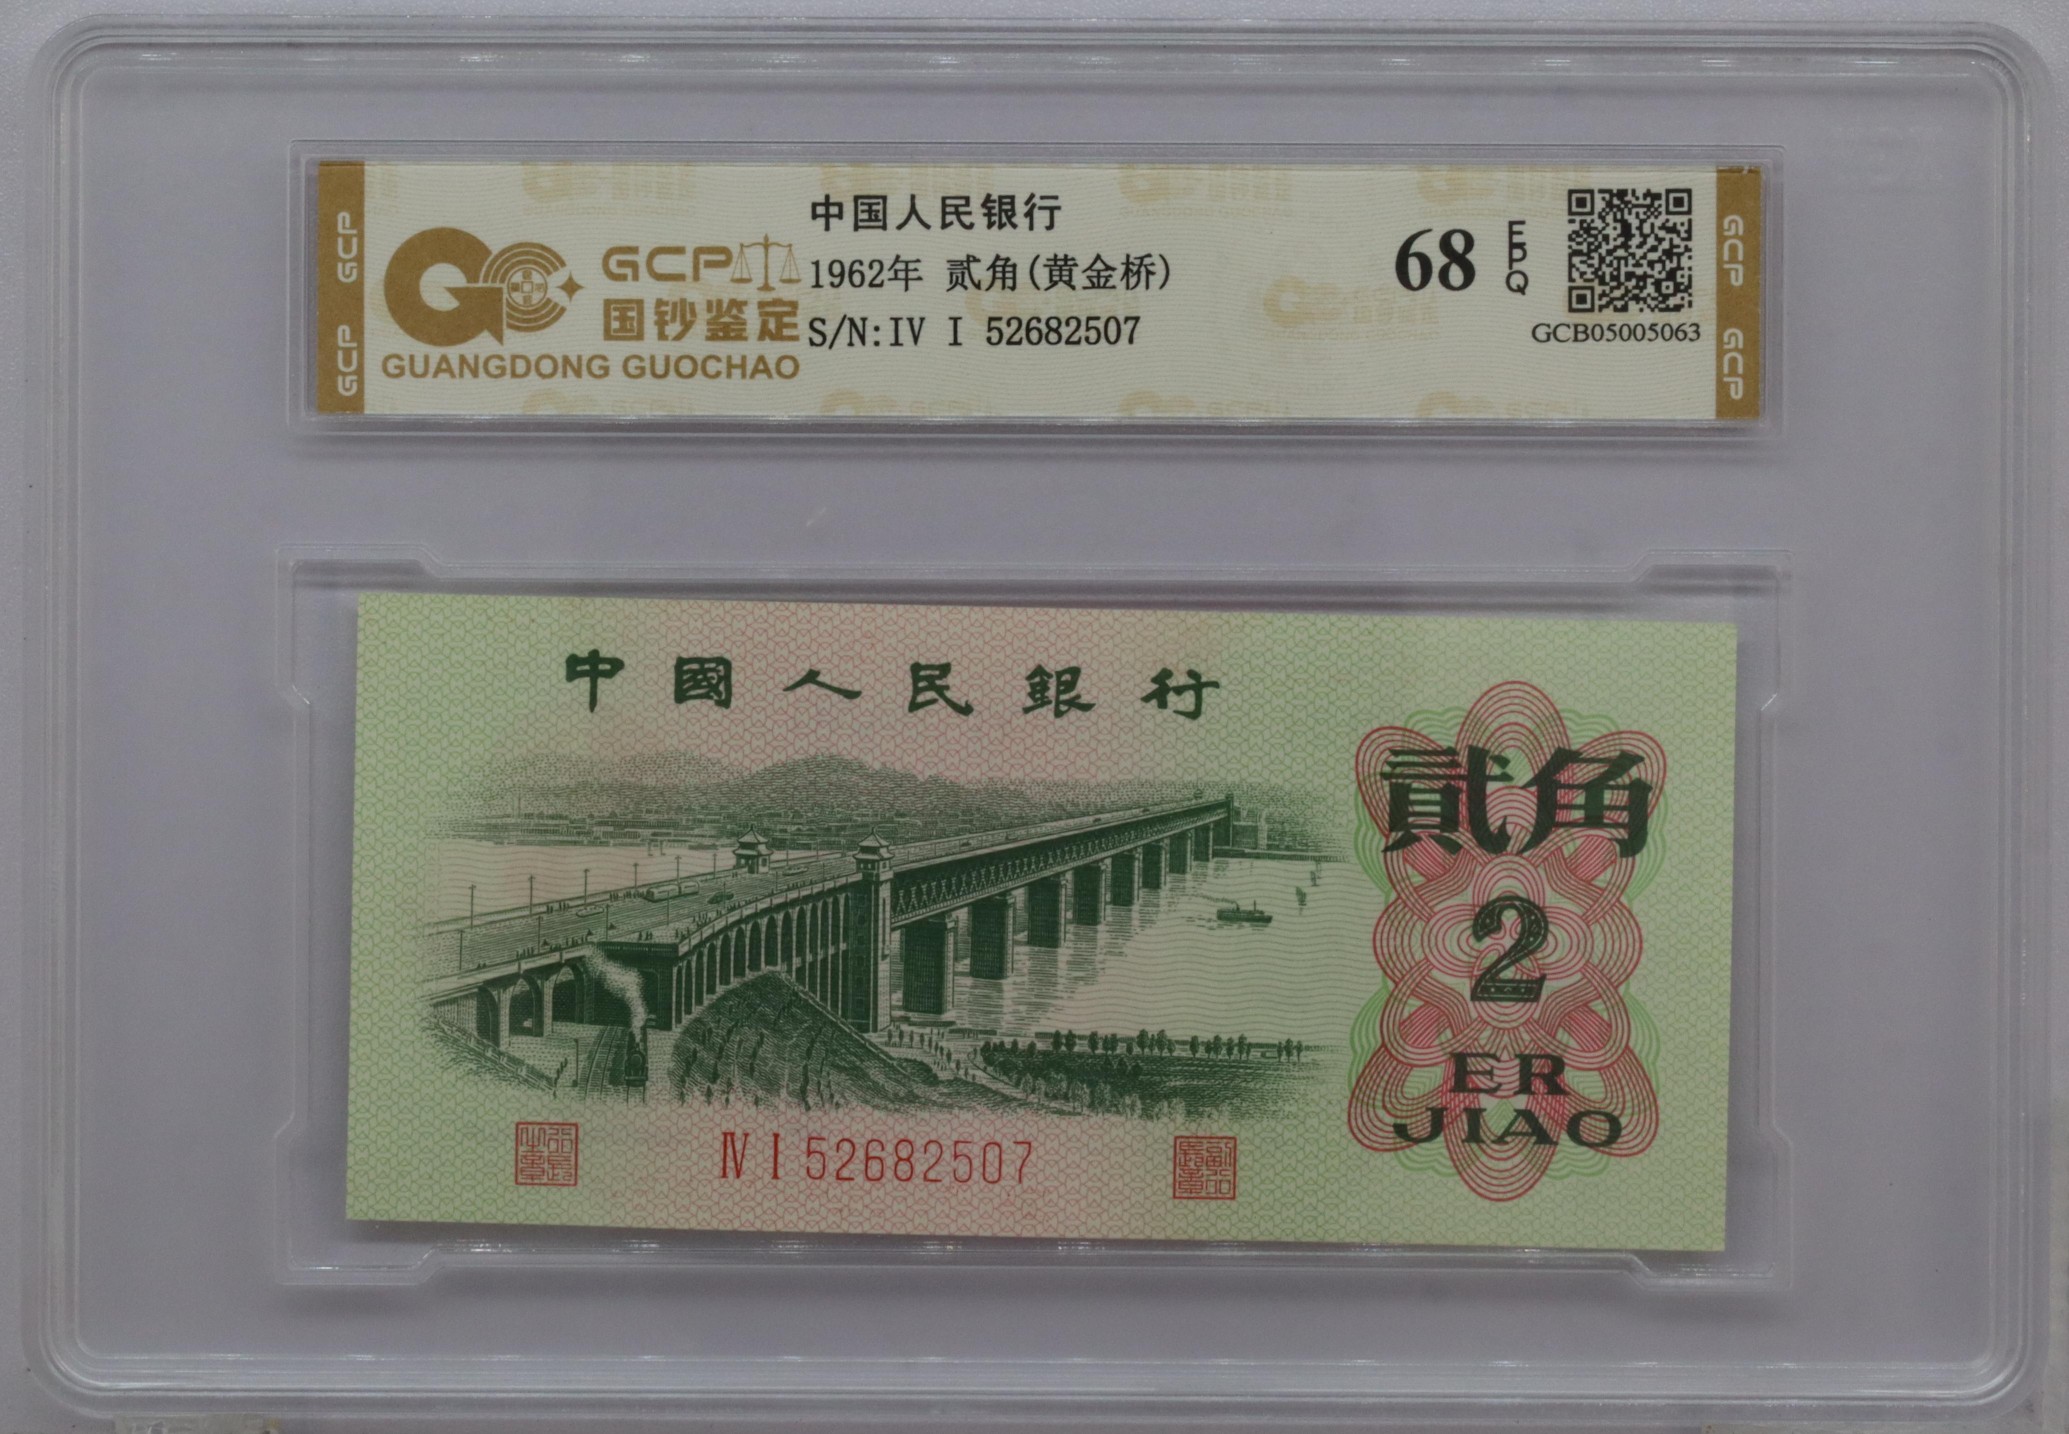 GCP
GCP
GCP
国钞鉴定
GUANGDONG GUOCHAO
中国人民银行
1962年 贰角(黄金桥)
S/N:IV I 52682507
68
EPQ
GCB05005063
GCP
GCP
中國人民銀行
貳角
2
ER
JIAO
Ⅳ Ⅰ 52682507